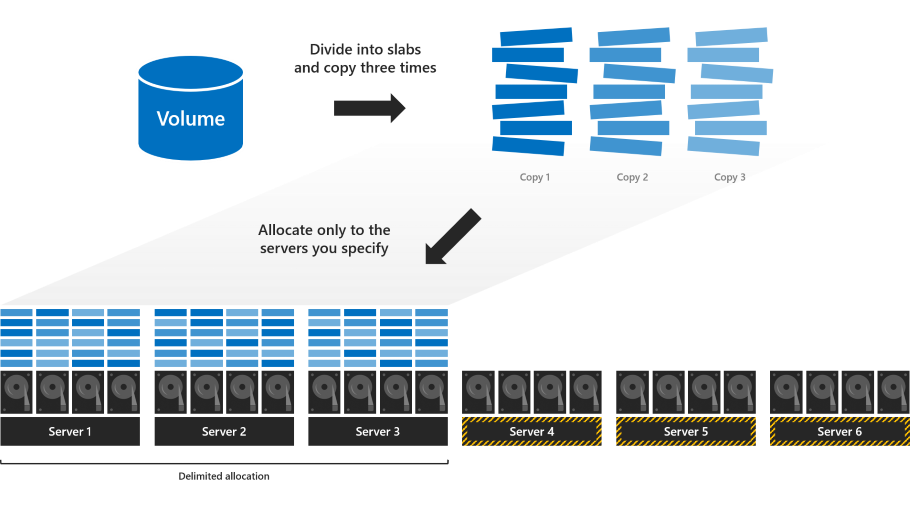 Divide into slabs
and copy three times
Volume
Copy 1
Copy 2
Copy 3
Allocate only to the
servers you specify
Server 1
Server 2
Server 3
Server 4
Server 5
Server 6
Delimited allocation